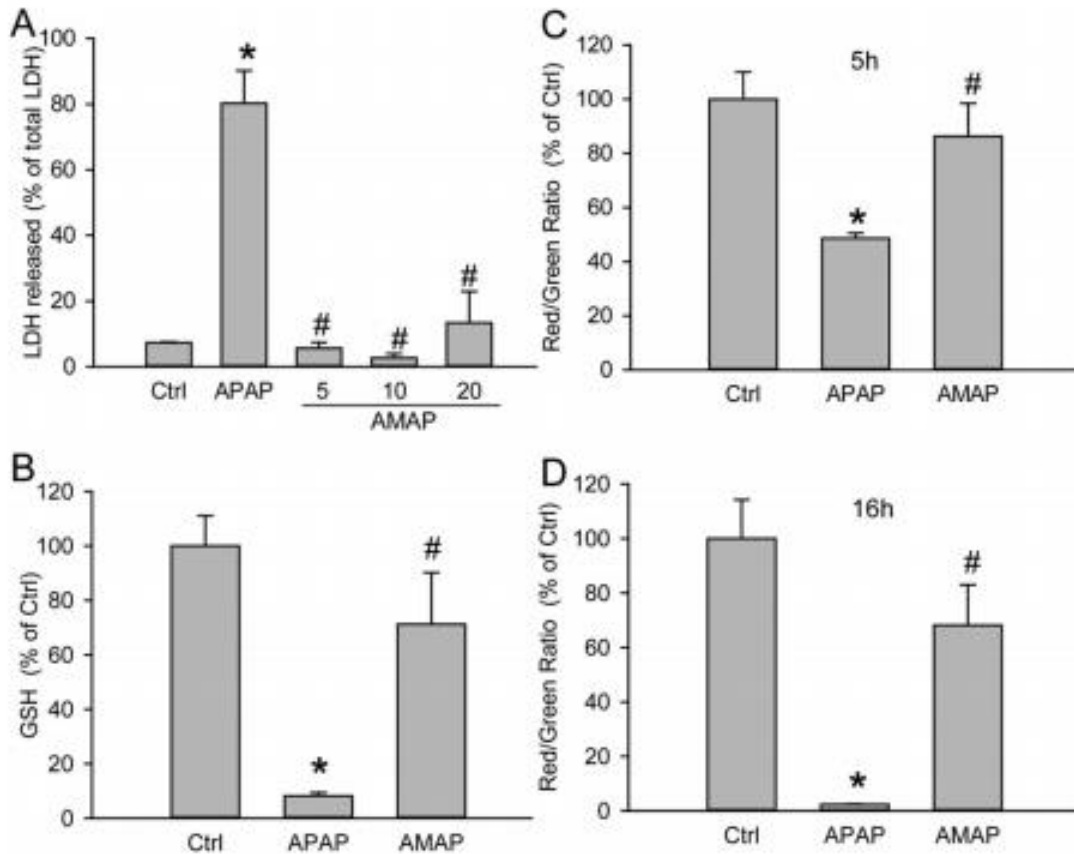 A
LDH released (% of total LDH)
100
80
60
40
20
0
*
#
#
#
Ctrl APAP 5 10 20
AMAP
B
GSH (% of Ctrl)
120
100
80
60
40
20
0
*
#
Ctrl APAP AMAP
C
Red/Green Ratio (% of Ctrl)
120
100
80
60
40
20
0
5h
*
#
Ctrl APAP AMAP
D
Red/Green Ratio (% of Ctrl)
120
100
80
60
40
20
0
16h
*
#
Ctrl APAP AMAP